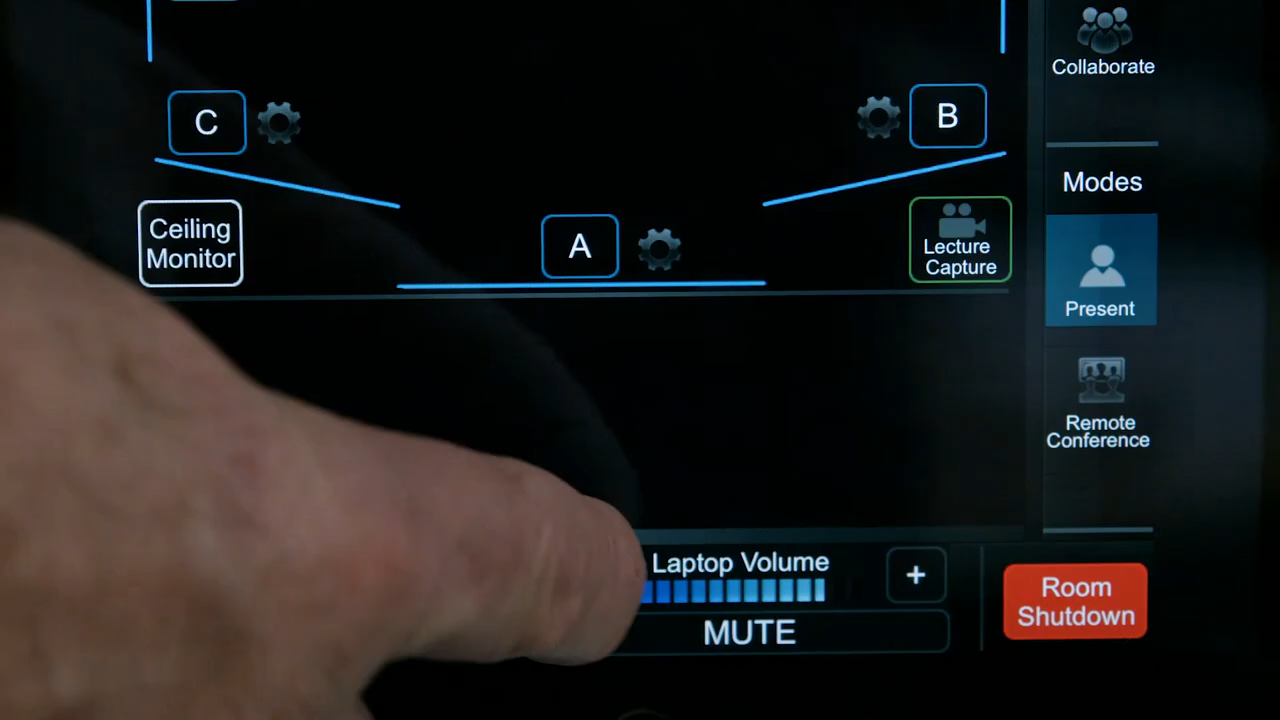 Collaborate
C
B
Modes
Ceiling
Monitor
A
Lecture
Capture
Present
Remote
Conference
Laptop Volume
+
Room
Shutdown
MUTE